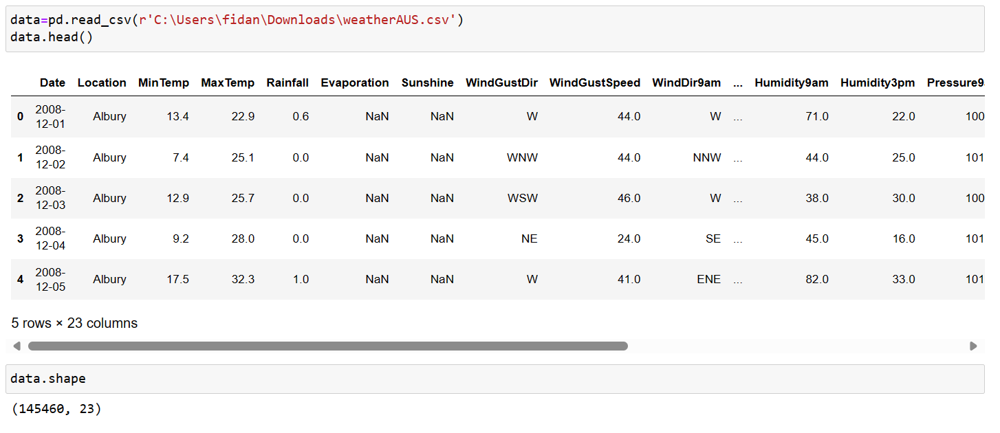 data=pd.read_csv(r'C:\Users\fidan\Downloads\weatherAUS.csv')
data.head()
Date Location MinTemp MaxTemp Rainfall Evaporation Sunshine WindGustDir WindGustSpeed WindDir9am ... Humidity9am Humidity3pm Pressure9
0 2008-12-01 Albury 13.4 22.9 0.6 NaN NaN W 44.0 W ... 71.0 22.0 100
1 2008-12-02 Albury 7.4 25.1 0.0 NaN NaN WNW 44.0 NNW ... 44.0 25.0 101
2 2008-12-03 Albury 12.9 25.7 0.0 NaN NaN WSW 46.0 W ... 38.0 30.0 100
3 2008-12-04 Albury 9.2 28.0 0.0 NaN NaN NE 24.0 SE ... 45.0 16.0 101
4 2008-12-05 Albury 17.5 32.3 1.0 NaN NaN W 41.0 ENE ... 82.0 33.0 101
5 rows × 23 columns
data.shape
(145460, 23)